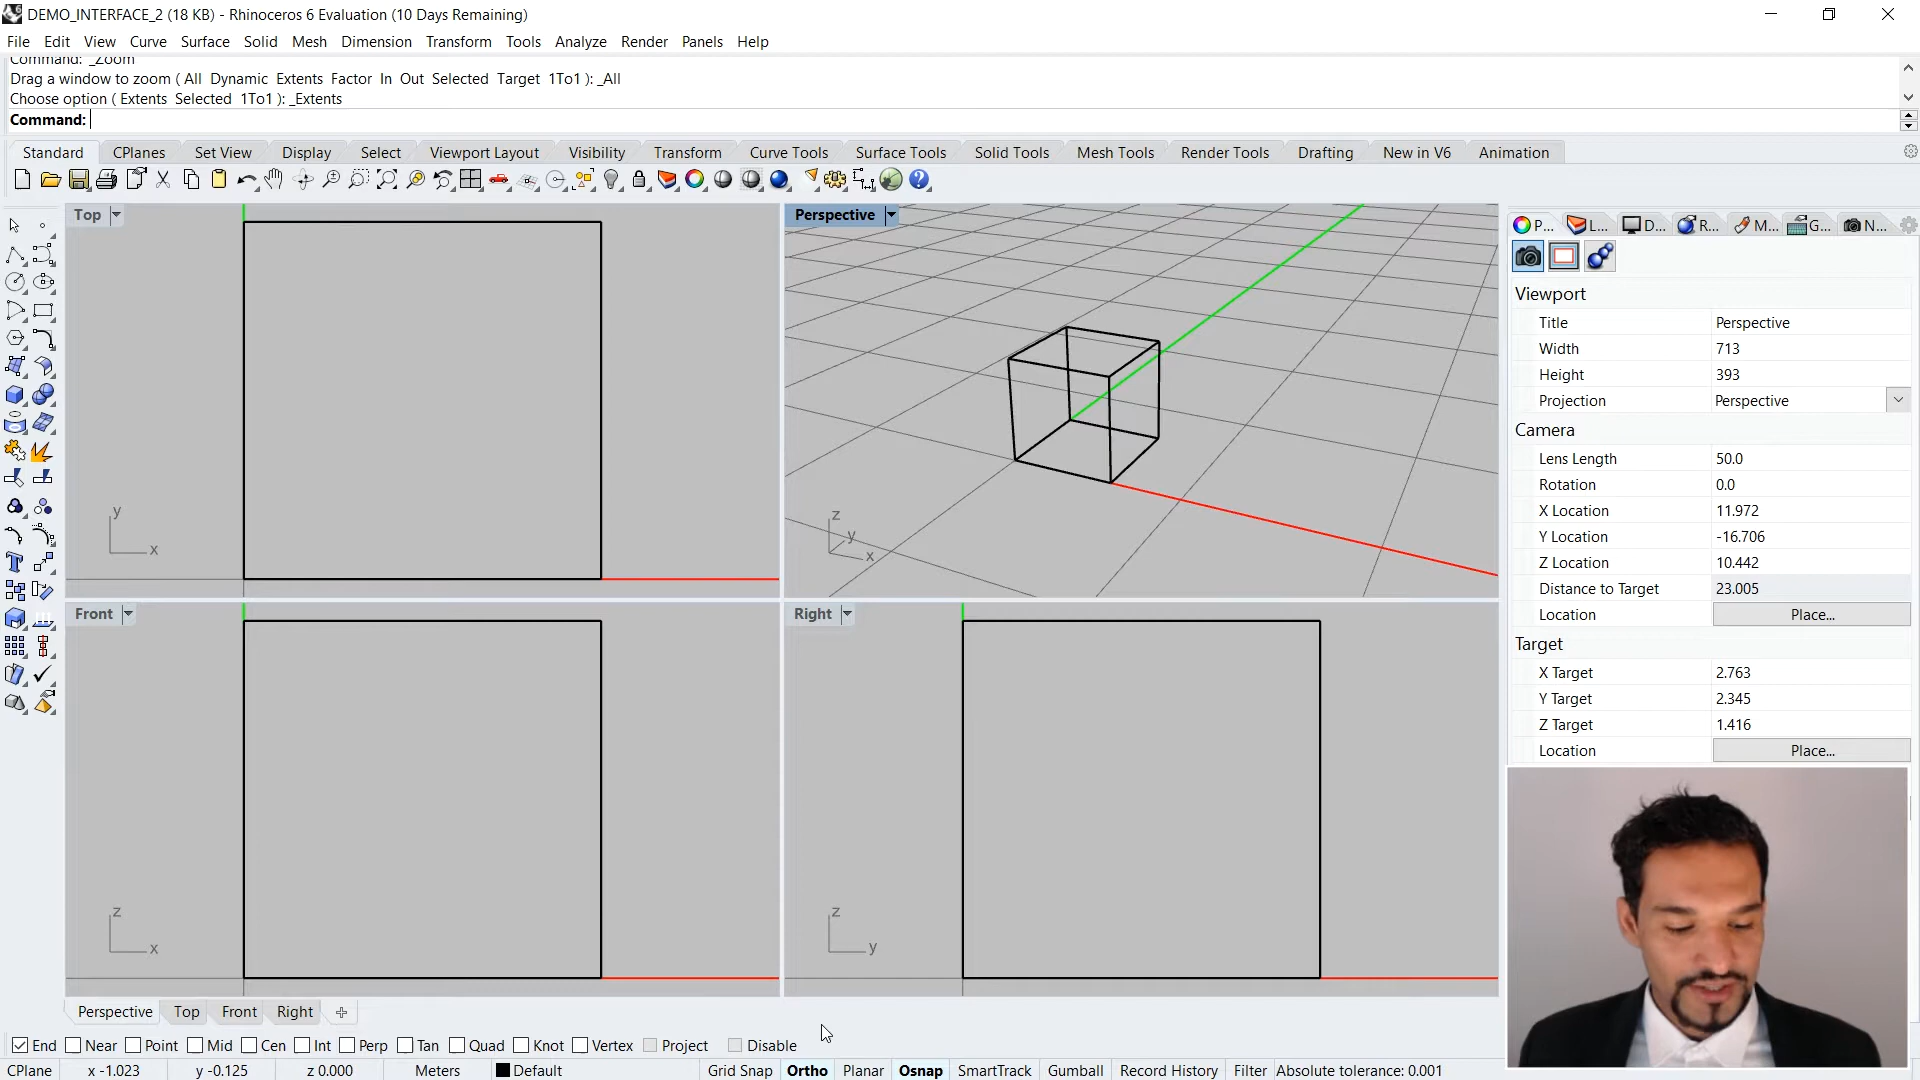 DEMO_INTERFACE_2 (18 KB) - Rhinoceros 6 Evaluation (10 Days Remaining)
File Edit View Curve Surface Solid Mesh Dimension Transform Tools Analyze Render Panels Help
Command: _Zoom
Drag a window to zoom ( All Dynamic Extents Factor In Out Selected Target 1To1 ): _All
Choose option ( Extents Selected 1To1 ): _Extents
Command:
Standard CPlanes Set View Display Select Viewport Layout Visibility Transform Curve Tools Surface Tools Solid Tools Mesh Tools Render Tools Drafting New in V6 Animation
Top
Perspective
P... L... D... R... M... G... N...
Viewport
Title Perspective
Width 713
Height 393
Projection Perspective
Camera
Lens Length 50.0
Rotation 0.0
X Location 11.972
Y Location -16.706
Z Location 10.442
Distance to Target 23.005
Location Place...
Target
X Target 2.763
Y Target 2.345
Z Target 1.416
Location Place...
y
x
z
y
x
Front
Right
z
x
z
y
Perspective Top Front Right
End Near Point Mid Cen Int Perp Tan Quad Knot Vertex Project Disable
CPlane x -1.023 y -0.125 z 0.000 Meters Default Grid Snap Ortho Planar Osnap SmartTrack Gumball Record History Filter Absolute tolerance: 0.001